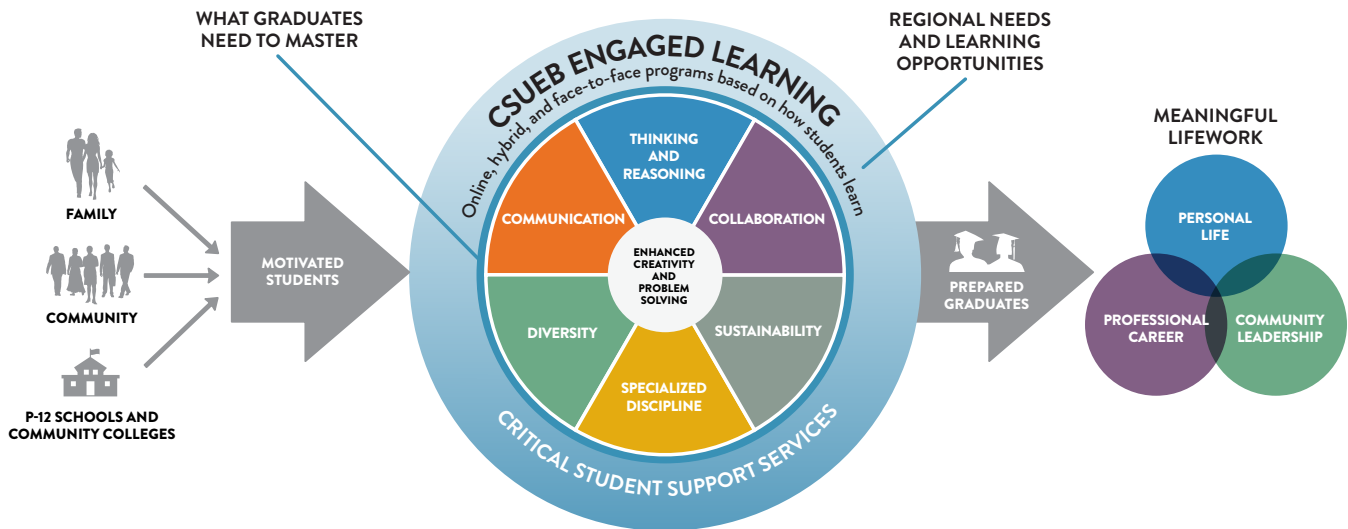 WHAT GRADUATES
NEED TO MASTER
REGIONAL NEEDS
AND LEARNING
OPPORTUNITIES
FAMILY
COMMUNITY
P-12 SCHOOLS AND
COMMUNITY COLLEGES
MOTIVATED
STUDENTS
CSUEB ENGAGED LEARNING
Online, hybrid, and face-to-face programs based on how students learn
THINKING
AND
REASONING
COMMUNICATION
COLLABORATION
ENHANCED
CREATIVITY
AND
PROBLEM
SOLVING
DIVERSITY
SUSTAINABILITY
SPECIALIZED
DISCIPLINE
CRITICAL STUDENT SUPPORT SERVICES
PREPARED
GRADUATES
MEANINGFUL
LIFEWORK
PERSONAL
LIFE
PROFESSIONAL
CAREER
COMMUNITY
LEADERSHIP